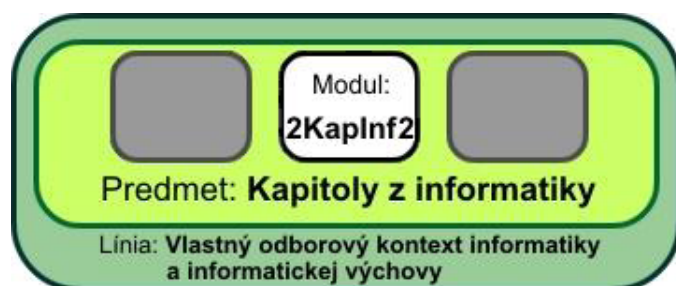 Modul:
2KapInf2
Predmet: Kapitoly z informatiky
Línia: Vlastný odborový kontext informatiky
a informatickej výchovy